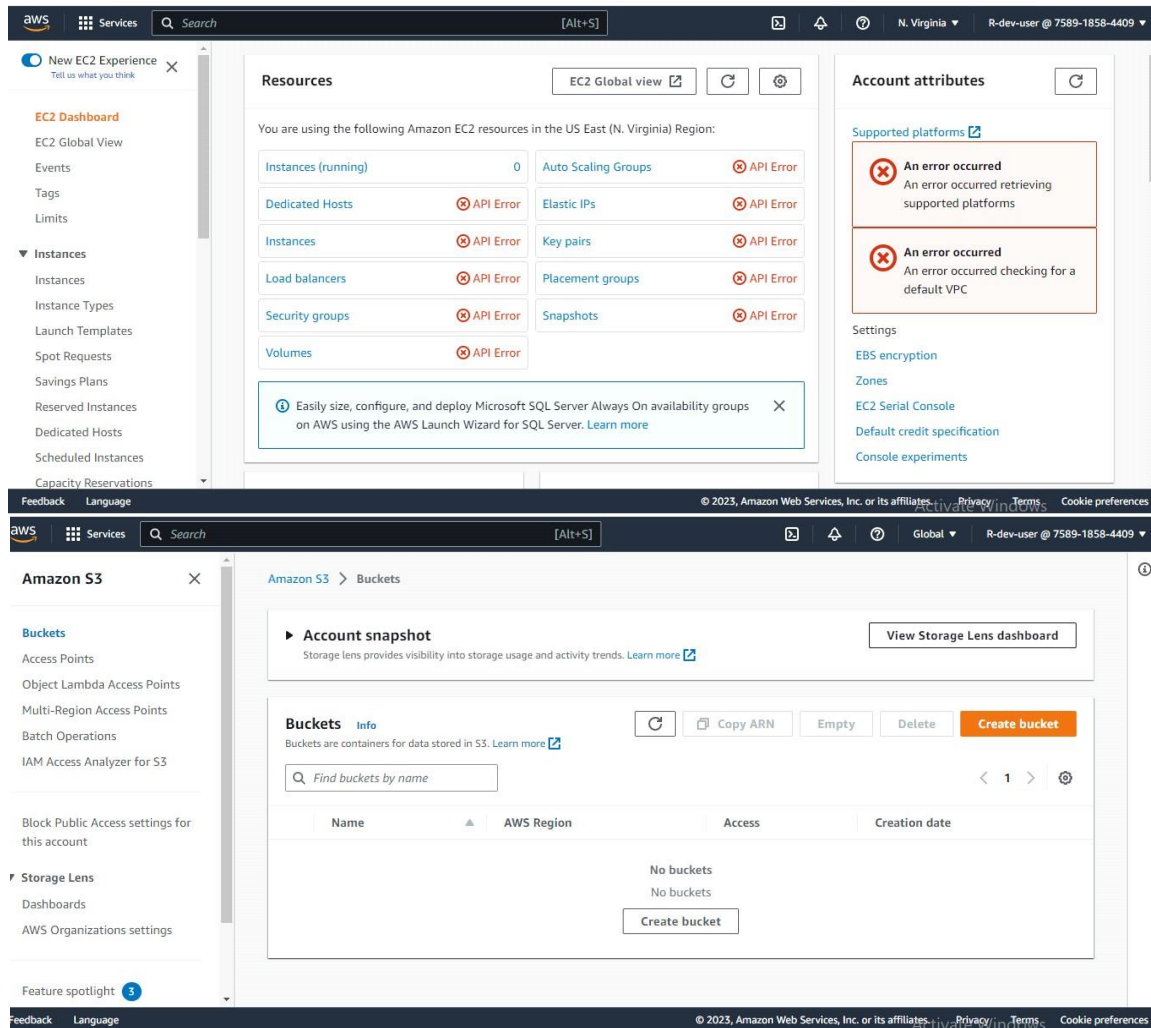 aws
Services
Search
[Alt+S]
N. Virginia
R-dev-user @ 7589-1858-4409
New EC2 Experience
Tell us what you think
EC2 Dashboard
EC2 Global View
Events
Tags
Limits
Instances
Instances
Instance Types
Launch Templates
Spot Requests
Savings Plans
Reserved Instances
Dedicated Hosts
Scheduled Instances
Capacity Reservations
Resources
EC2 Global view
You are using the following Amazon EC2 resources in the US East (N. Virginia) Region:
Instances (running) 0
Auto Scaling Groups API Error
Dedicated Hosts API Error
Elastic IPs API Error
Instances API Error
Key pairs API Error
Load balancers API Error
Placement groups API Error
Security groups API Error
Snapshots API Error
Volumes API Error
Easily size, configure, and deploy Microsoft SQL Server Always On availability groups
on AWS using the AWS Launch Wizard for SQL Server. Learn more
Account attributes
Supported platforms
An error occurred
An error occurred retrieving
supported platforms
An error occurred
An error occurred checking for a
default VPC
Settings
EBS encryption
Zones
EC2 Serial Console
Default credit specification
Console experiments
Feedback Language
© 2023, Amazon Web Services, Inc. or its affiliates. Privacy Terms Cookie preferences
Activate Windows
aws
Services
Search
[Alt+S]
Global
R-dev-user @ 7589-1858-4409
Amazon S3
Buckets
Access Points
Object Lambda Access Points
Multi-Region Access Points
Batch Operations
IAM Access Analyzer for S3
Block Public Access settings for
this account
Storage Lens
Dashboards
AWS Organizations settings
Feature spotlight 3
Amazon S3 > Buckets
Account snapshot
Storage lens provides visibility into storage usage and activity trends. Learn more
View Storage Lens dashboard
Buckets Info
Buckets are containers for data stored in S3. Learn more
Copy ARN
Empty
Delete
Create bucket
Find buckets by name
1
Name AWS Region Access Creation date
No buckets
No buckets
Create bucket
Feedback Language
© 2023, Amazon Web Services, Inc. or its affiliates. Privacy Terms Cookie preferences